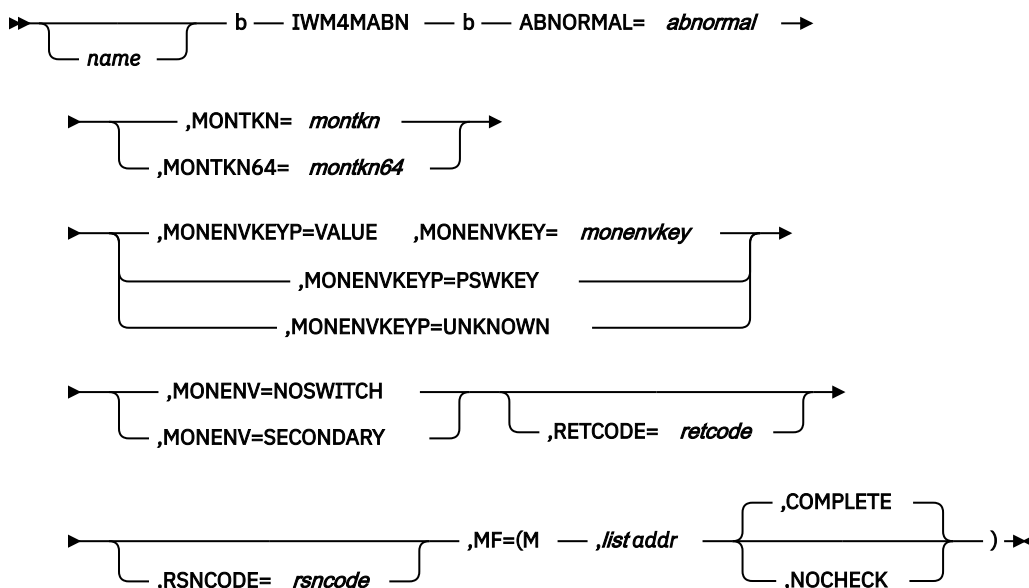 b IWM4MABN b ABNORMAL= abnormal
name
,MONTKN= montkn
,MONTKN64= montkn64
,MONENVKEYP=VALUE ,MONENVKEY= monenvkey
,MONENVKEYP=PSWKEY
,MONENVKEYP=UNKNOWN
,MONENV=NOSWITCH
,MONENV=SECONDARY
,RETCODE= retcode
,COMPLETE
,MF=(M ,list addr )
,RSNCODE= rsncode ,NOCHECK